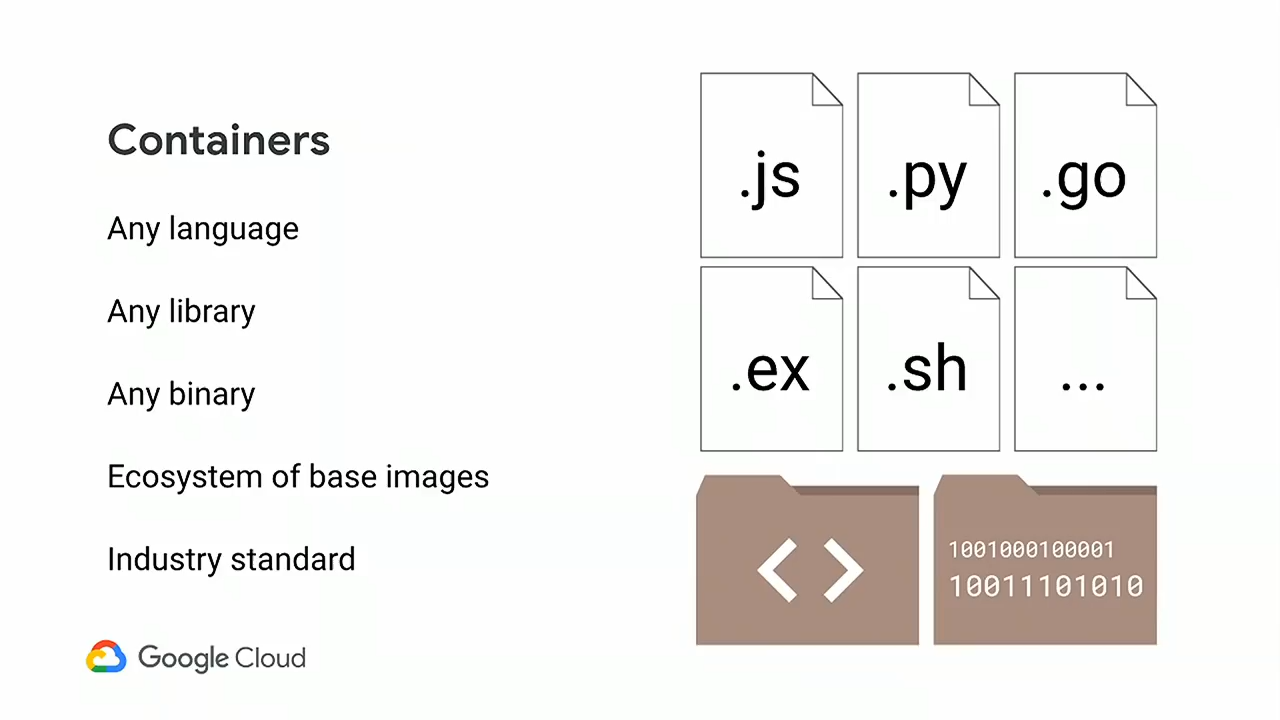 Containers
Any language
Any library
Any binary
Ecosystem of base images
Industry standard
Google Cloud
.js
.py
.go
.ex
.sh
...
< >
1001000100001
10011101010